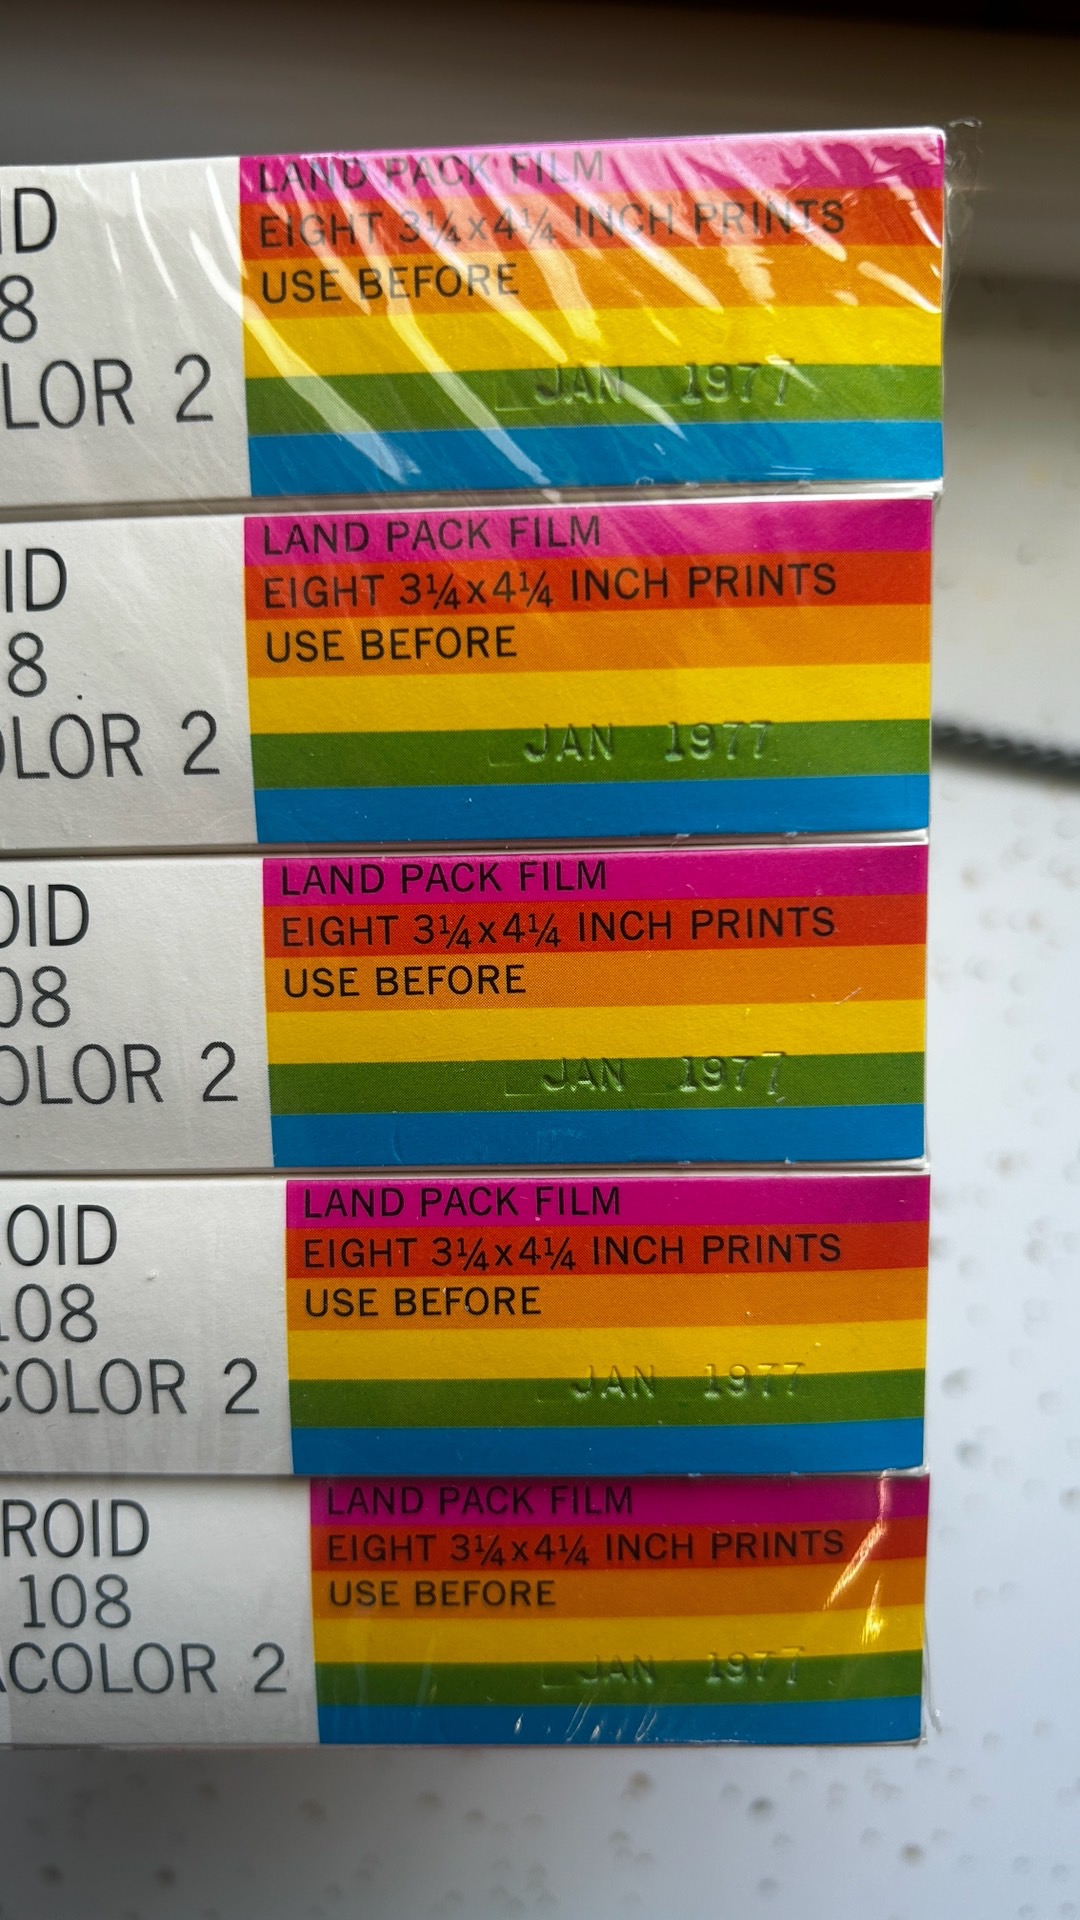 ID
8
LOR 2
LAND PACK FILM
EIGHT 3¼x4¼ INCH PRINTS
USE BEFORE
JAN 1977
ID
8
OLOR 2
LAND PACK FILM
EIGHT 3¼x4¼ INCH PRINTS
USE BEFORE
JAN 1977
OID
08
OLOR 2
LAND PACK FILM
EIGHT 3¼x4¼ INCH PRINTS
USE BEFORE
JAN 1977
OID
108
COLOR 2
LAND PACK FILM
EIGHT 3¼x4¼ INCH PRINTS
USE BEFORE
JAN 1977
ROID
108
ACOLOR 2
LAND PACK FILM
EIGHT 3¼x4¼ INCH PRINTS
USE BEFORE
JAN 1977